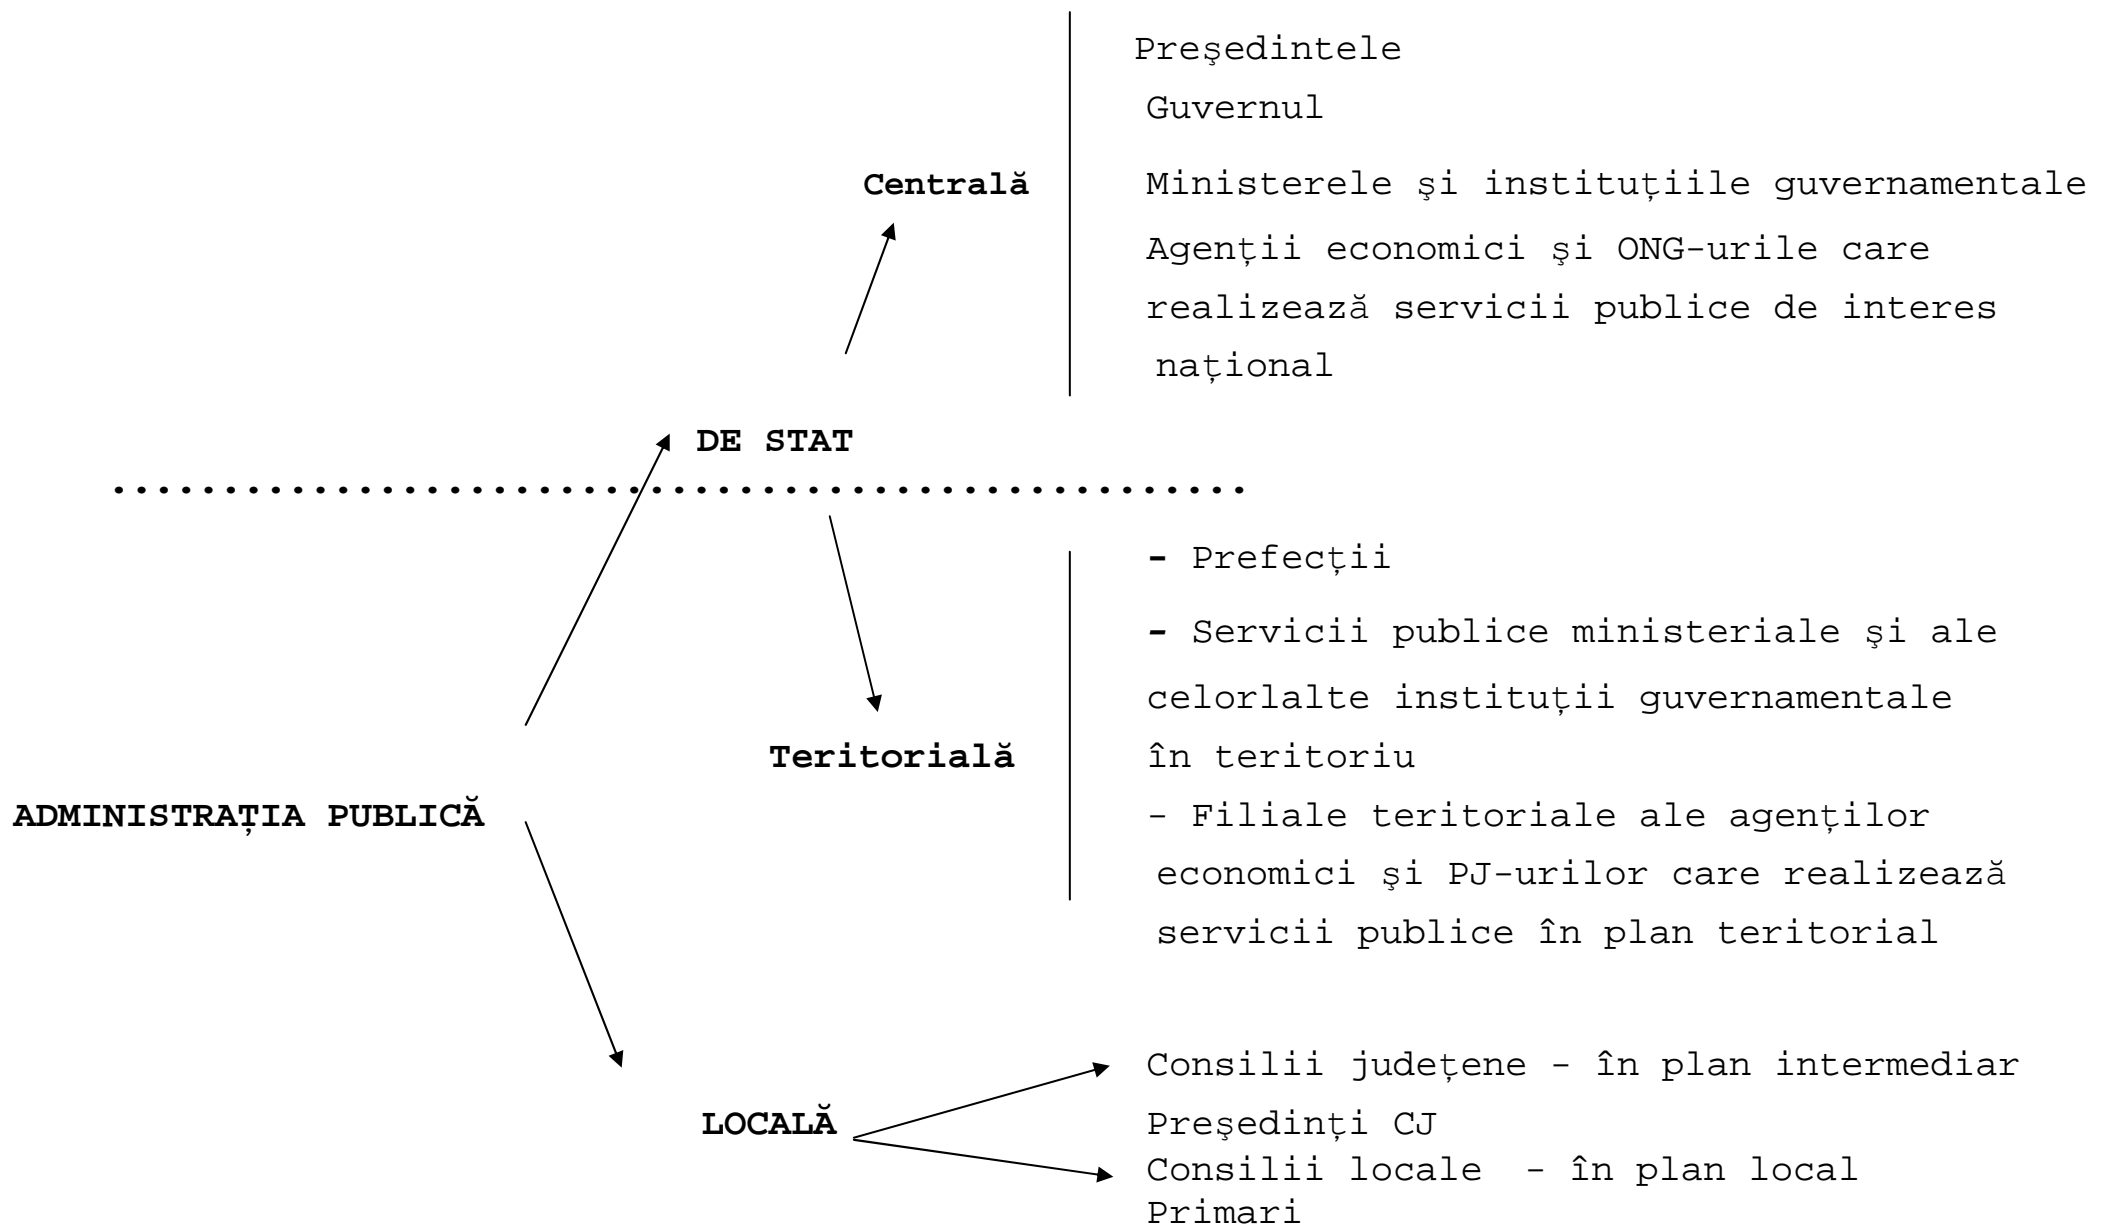 Preşedintele
Guvernul
Centrală
Ministerele şi instituţiile guvernamentale
Agenţii economici şi ONG-urile care
realizează servicii publice de interes
naţional
DE STAT
- Prefecţii
- Servicii publice ministeriale şi ale
celorlalte instituţii guvernamentale
Teritorială
în teritoriu
ADMINISTRAŢIA PUBLICĂ
- Filiale teritoriale ale agenţilor
economici şi PJ-urilor care realizează
servicii publice în plan teritorial
Consilii judeţene - în plan intermediar
LOCALĂ
Preşedinţi CJ
Consilii locale - în plan local
Primari